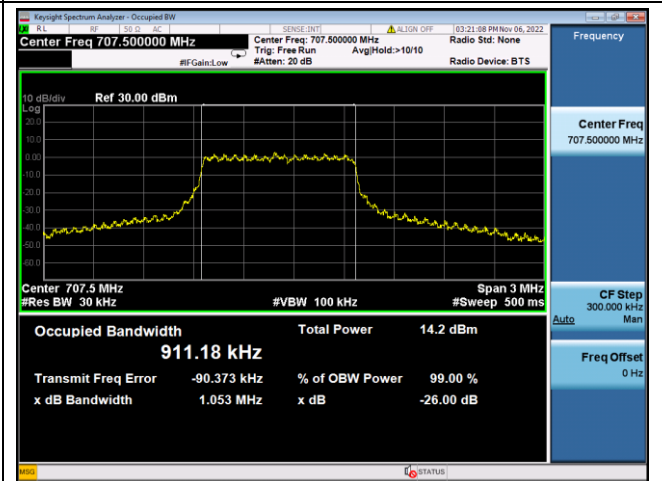 Keysight Spectrum Analyzer - Occupied BW
RL RF 50 Ω AC SENSE:INT ALIGN OFF 03:21:08 PM Nov 06, 2022
Center Freq 707.500000 MHz
Center Freq: 707.500000 MHz Radio Std: None
Trig: Free Run Avg|Hold:>10/10
#IFGain:Low #Atten: 20 dB Radio Device: BTS
Frequency
10 dB/div Ref 30.00 dBm
Log
20.0
10.0
0.00
-10.0
-20.0
-30.0
-40.0
-50.0
-60.0
Center 707.5 MHz Span 3 MHz
#Res BW 30 kHz #VBW 100 kHz #Sweep 500 ms
Occupied Bandwidth Total Power 14.2 dBm
911.18 kHz
Transmit Freq Error -90.373 kHz % of OBW Power 99.00 %
x dB Bandwidth 1.053 MHz x dB -26.00 dB
Center Freq
707.500000 MHz
CF Step
300.000 kHz
Auto Man
Freq Offset
0 Hz
MSG STATUS